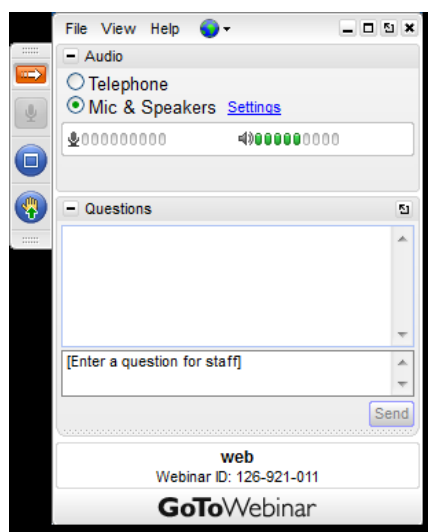 File View Help
Audio
Telephone
Mic & Speakers Settings
Questions
[Enter a question for staff]
Send
web
Webinar ID: 126-921-011
GoToWebinar